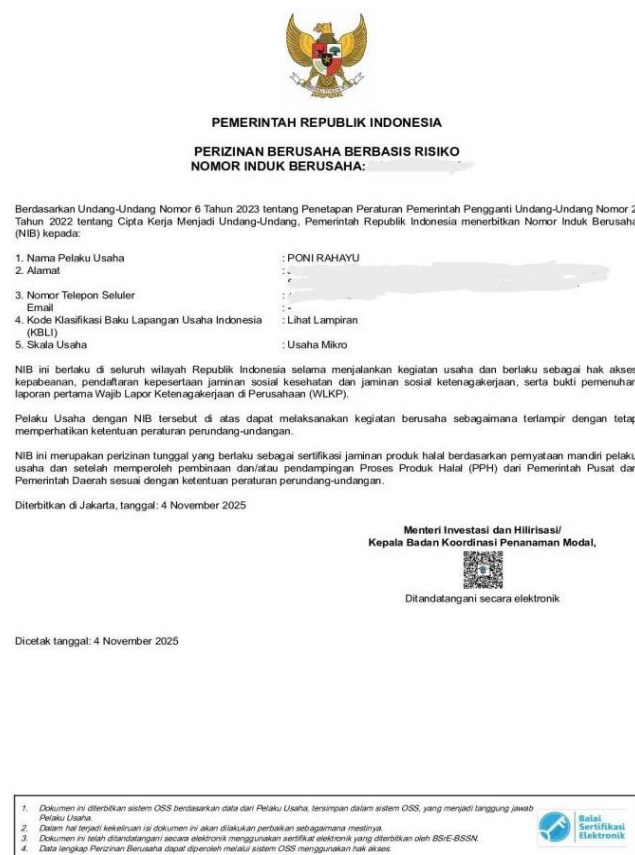 PEMERINTAH REPUBLIK INDONESIA
PERIZINAN BERUSAHA BERBASIS RISIKO
NOMOR INDUK BERUSAHA:
Berdasarkan Undang-Undang Nomor 6 Tahun 2023 tentang Penetapan Peraturan Pemerintah Pengganti Undang-Undang Nomor 2
Tahun 2022 tentang Cipta Kerja Menjadi Undang-Undang, Pemerintah Republik Indonesia menerbitkan Nomor Induk Berusaha
(NIB) kepada:
1. Nama Pelaku Usaha : PONI RAHAYU
2. Alamat :
3. Nomor Telepon Seluler :
Email : -
4. Kode Klasifikasi Baku Lapangan Usaha Indonesia : Lihat Lampiran
(KBLI)
5. Skala Usaha : Usaha Mikro
NIB ini berlaku di seluruh wilayah Republik Indonesia selama menjalankan kegiatan usaha dan berlaku sebagai hak akses
kepabeanan, pendaftaran kepesertaan jaminan sosial kesehatan dan jaminan sosial ketenagakerjaan, serta bukti pemenuhan
laporan pertama Wajib Lapor Ketenagakerjaan di Perusahaan (WLKP).
Pelaku Usaha dengan NIB tersebut di atas dapat melaksanakan kegiatan berusaha sebagaimana terlampir dengan tetap
memperhatikan ketentuan peraturan perundang-undangan.
NIB ini merupakan perizinan tunggal yang berlaku sebagai sertifikasi jaminan produk halal berdasarkan pernyataan mandiri pelaku
usaha dan setelah memperoleh pembinaan dan/atau pendampingan Proses Produk Halal (PPH) dari Pemerintah Pusat dan
Pemerintah Daerah sesuai dengan ketentuan peraturan perundang-undangan.
Diterbitkan di Jakarta, tanggal: 4 November 2025
Menteri Investasi dan Hilirisasi/
Kepala Badan Koordinasi Penanaman Modal,
Ditandatangani secara elektronik
Dicetak tanggal: 4 November 2025
1. Dokumen ini diterbitkan sistem OSS berdasarkan data dari Pelaku Usaha, tersimpan dalam sistem OSS, yang menjadi tanggung jawab
Pelaku Usaha.
2. Dalam hal terjadi kekeliruan isi dokumen ini akan dilakukan perbaikan sebagaimana mestinya.
3. Dokumen ini telah ditandatangani secara elektronik menggunakan sertifikat elektronik yang diterbitkan oleh BSrE-BSSN.
4. Data lengkap Perizinan Berusaha dapat diperoleh melalui sistem OSS menggunakan hak akses.
Balai
Sertifikasi
Elektronik